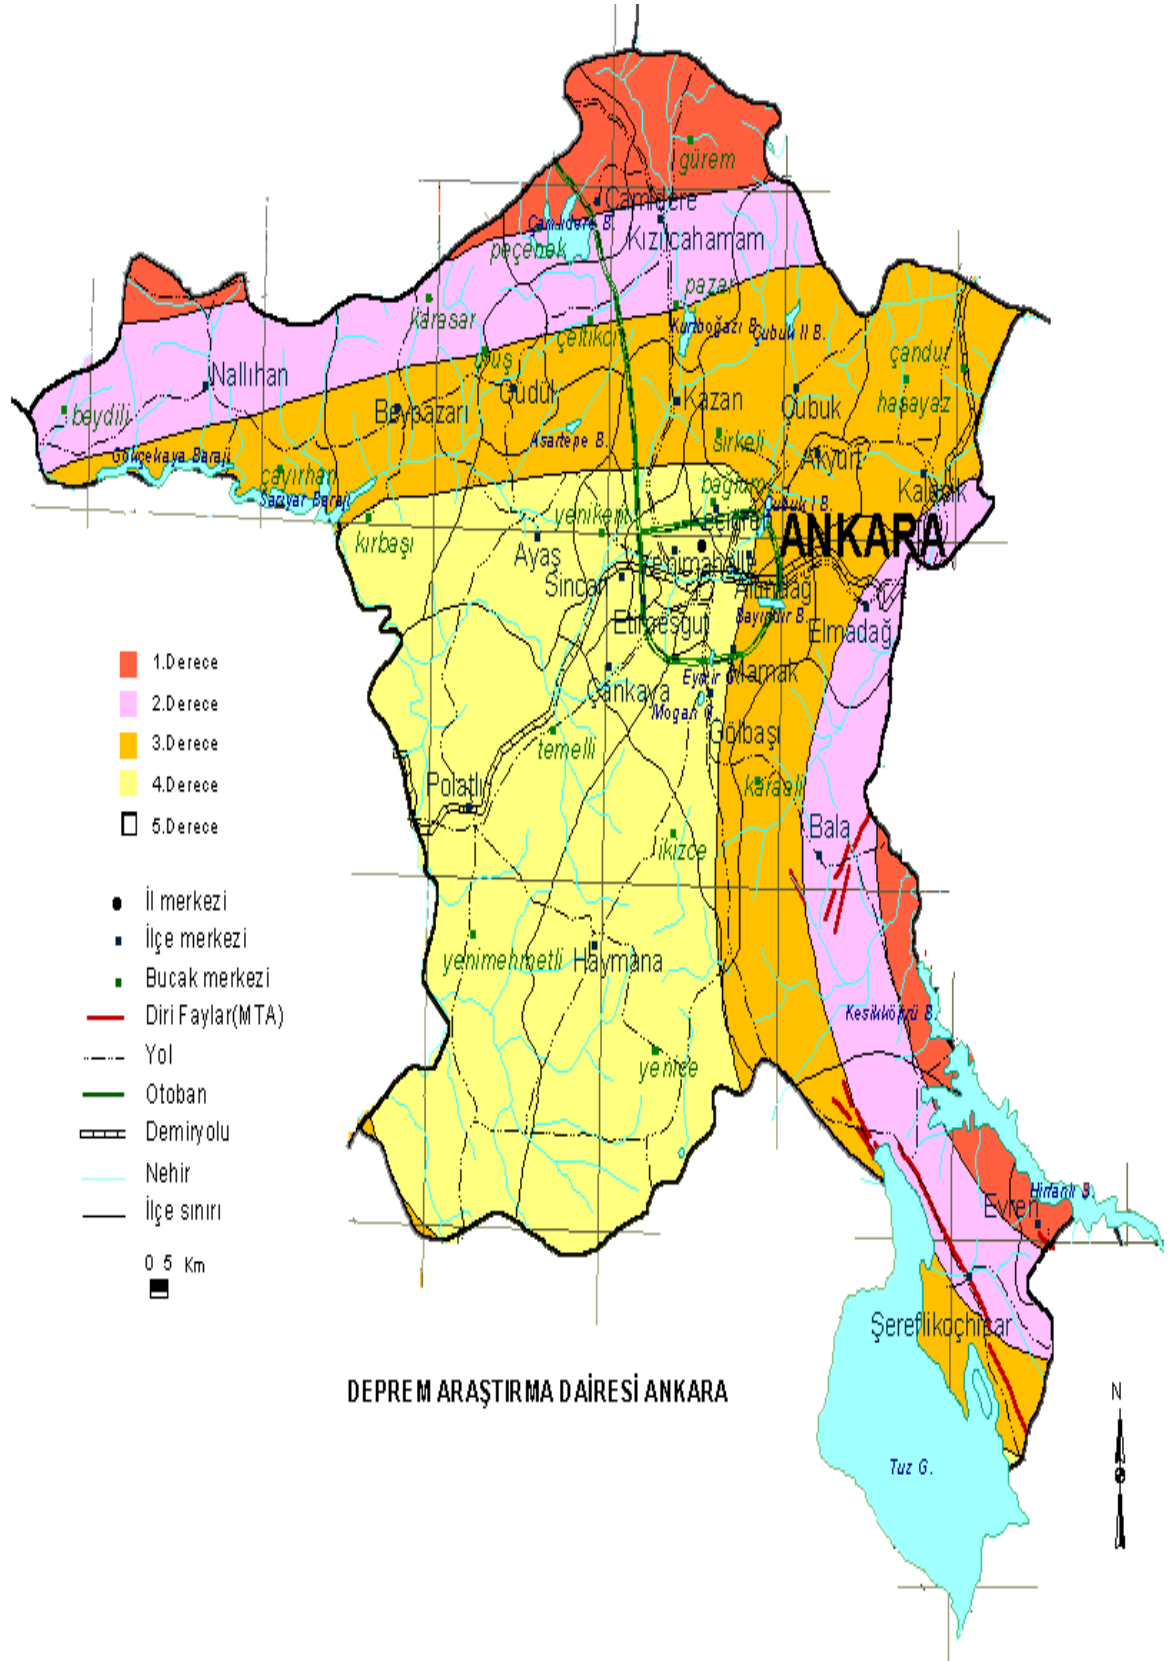 gürem
Çamlıdere
Çamlıdere B.
Kızılcahamam
peçenek
pazar
karasar
çeltikçi
Kurtboğazı B.
Çubuk II B.
uluş
çandur
Nallıhan
Güdül
Kazan
Çubuk
hasayaz
beydili
Beypazarı
Asartepe B.
sirkeli
Akyurt
Gökçekaya Barajı
çayırhan
Sarıyar Barajı
bağlum
Kalecik
Çubuk I B.
kırbaşı
yenikent
Keçiören
ANKARA
Ayaş
Yenimahalle
Sincan
Altındağ
Etimesgut
Bayındır B.
Elmadağ
Eymir G.
Mamak
Çankaya
Mogan G.
Gölbaşı
temelli
Polatlı
karaali
Bala
ikizce
yenimehmetli
Haymana
Kesikköprü B.
yenice
Hirfanlı B.
Evren
Şereflikoçhisar
Tuz G.
1.Derece
2.Derece
3.Derece
4.Derece
5.Derece
İl merkezi
İlçe merkezi
Bucak merkezi
Diri Faylar(MTA)
Yol
Otoban
Demiryolu
Nehir
İlçe sınırı
0 5 Km
DEPREM ARAŞTIRMA DAİRESİ ANKARA
N